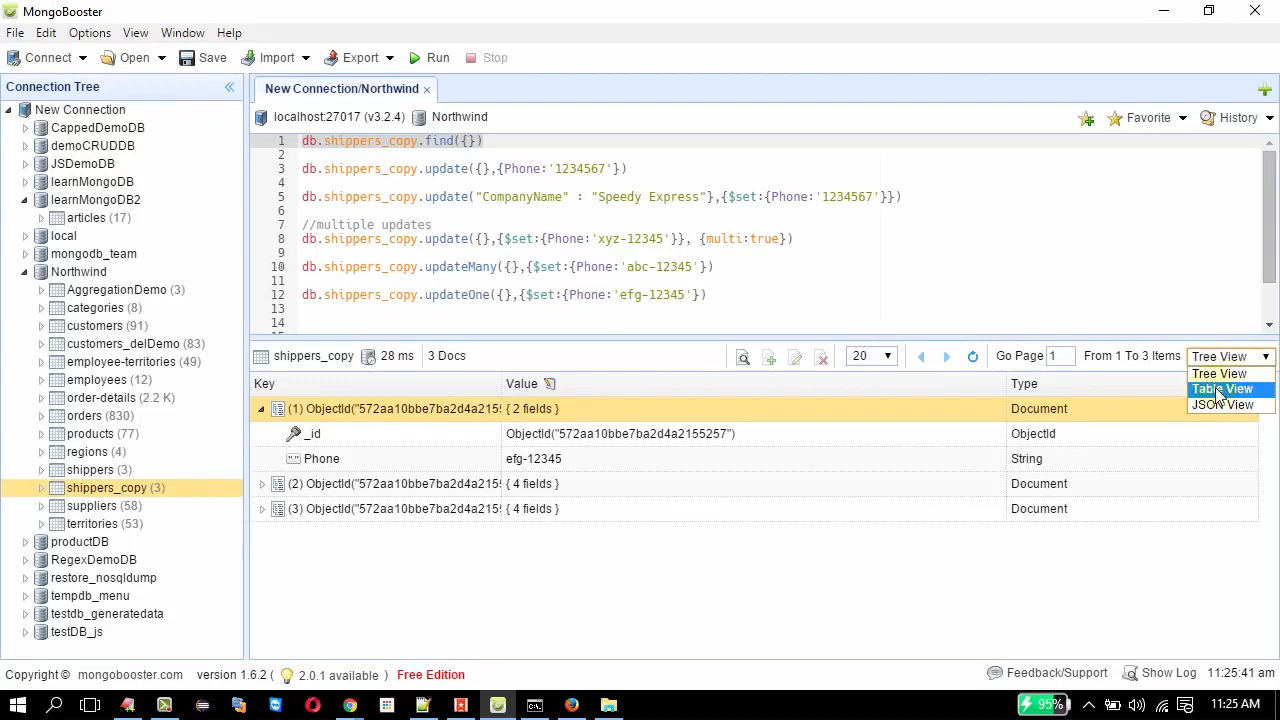 MongoBooster
File Edit Options View Window Help
Connect Open Save Import Export Run Stop
Connection Tree
New Connection
CappedDemoDB
demoCRUDDB
JSDemoDB
learnMongoDB
learnMongoDB2
articles (17)
local
mongodb_team
Northwind
AggregationDemo (3)
categories (8)
customers (91)
customers_delDemo (83)
employee-territories (49)
employees (12)
order-details (2.2 K)
orders (830)
products (77)
regions (4)
shippers (3)
shippers_copy (3)
suppliers (58)
territories (53)
productDB
RegexDemoDB
restore_nosqldump
tempdb_menu
testdb_generatedata
testDB_js
New Connection/Northwind
localhost:27017 (v3.2.4) Northwind Favorite History
1 db.shippers_copy.find({})
2
3 db.shippers_copy.update({},{Phone:'1234567'})
4
5 db.shippers_copy.update("CompanyName" : "Speedy Express"},{$set:{Phone:'1234567'}})
6
7 //multiple updates
8 db.shippers_copy.update({},{$set:{Phone:'xyz-12345'}}, {multi:true})
9
10 db.shippers_copy.updateMany({},{$set:{Phone:'abc-12345'})
11
12 db.shippers_copy.updateOne({},{$set:{Phone:'efg-12345'})
13
14
shippers_copy 28 ms 3 Docs 20 Go Page 1 From 1 To 3 Items Tree View
Tree View
Table View
JSON View
Key Value Type
(1) ObjectId("572aa10bbe7ba2d4a2155 { 2 fields } Document
_id ObjectId("572aa10bbe7ba2d4a2155257") ObjectId
Phone efg-12345 String
(2) ObjectId("572aa10bbe7ba2d4a2155 { 4 fields } Document
(3) ObjectId("572aa10bbe7ba2d4a2155 { 4 fields } Document
Copyright © mongobooster.com version 1.6.2 ( 2.0.1 available ) Free Edition Feedback/Support Show Log 11:25:41 am
95% 11:25 AM